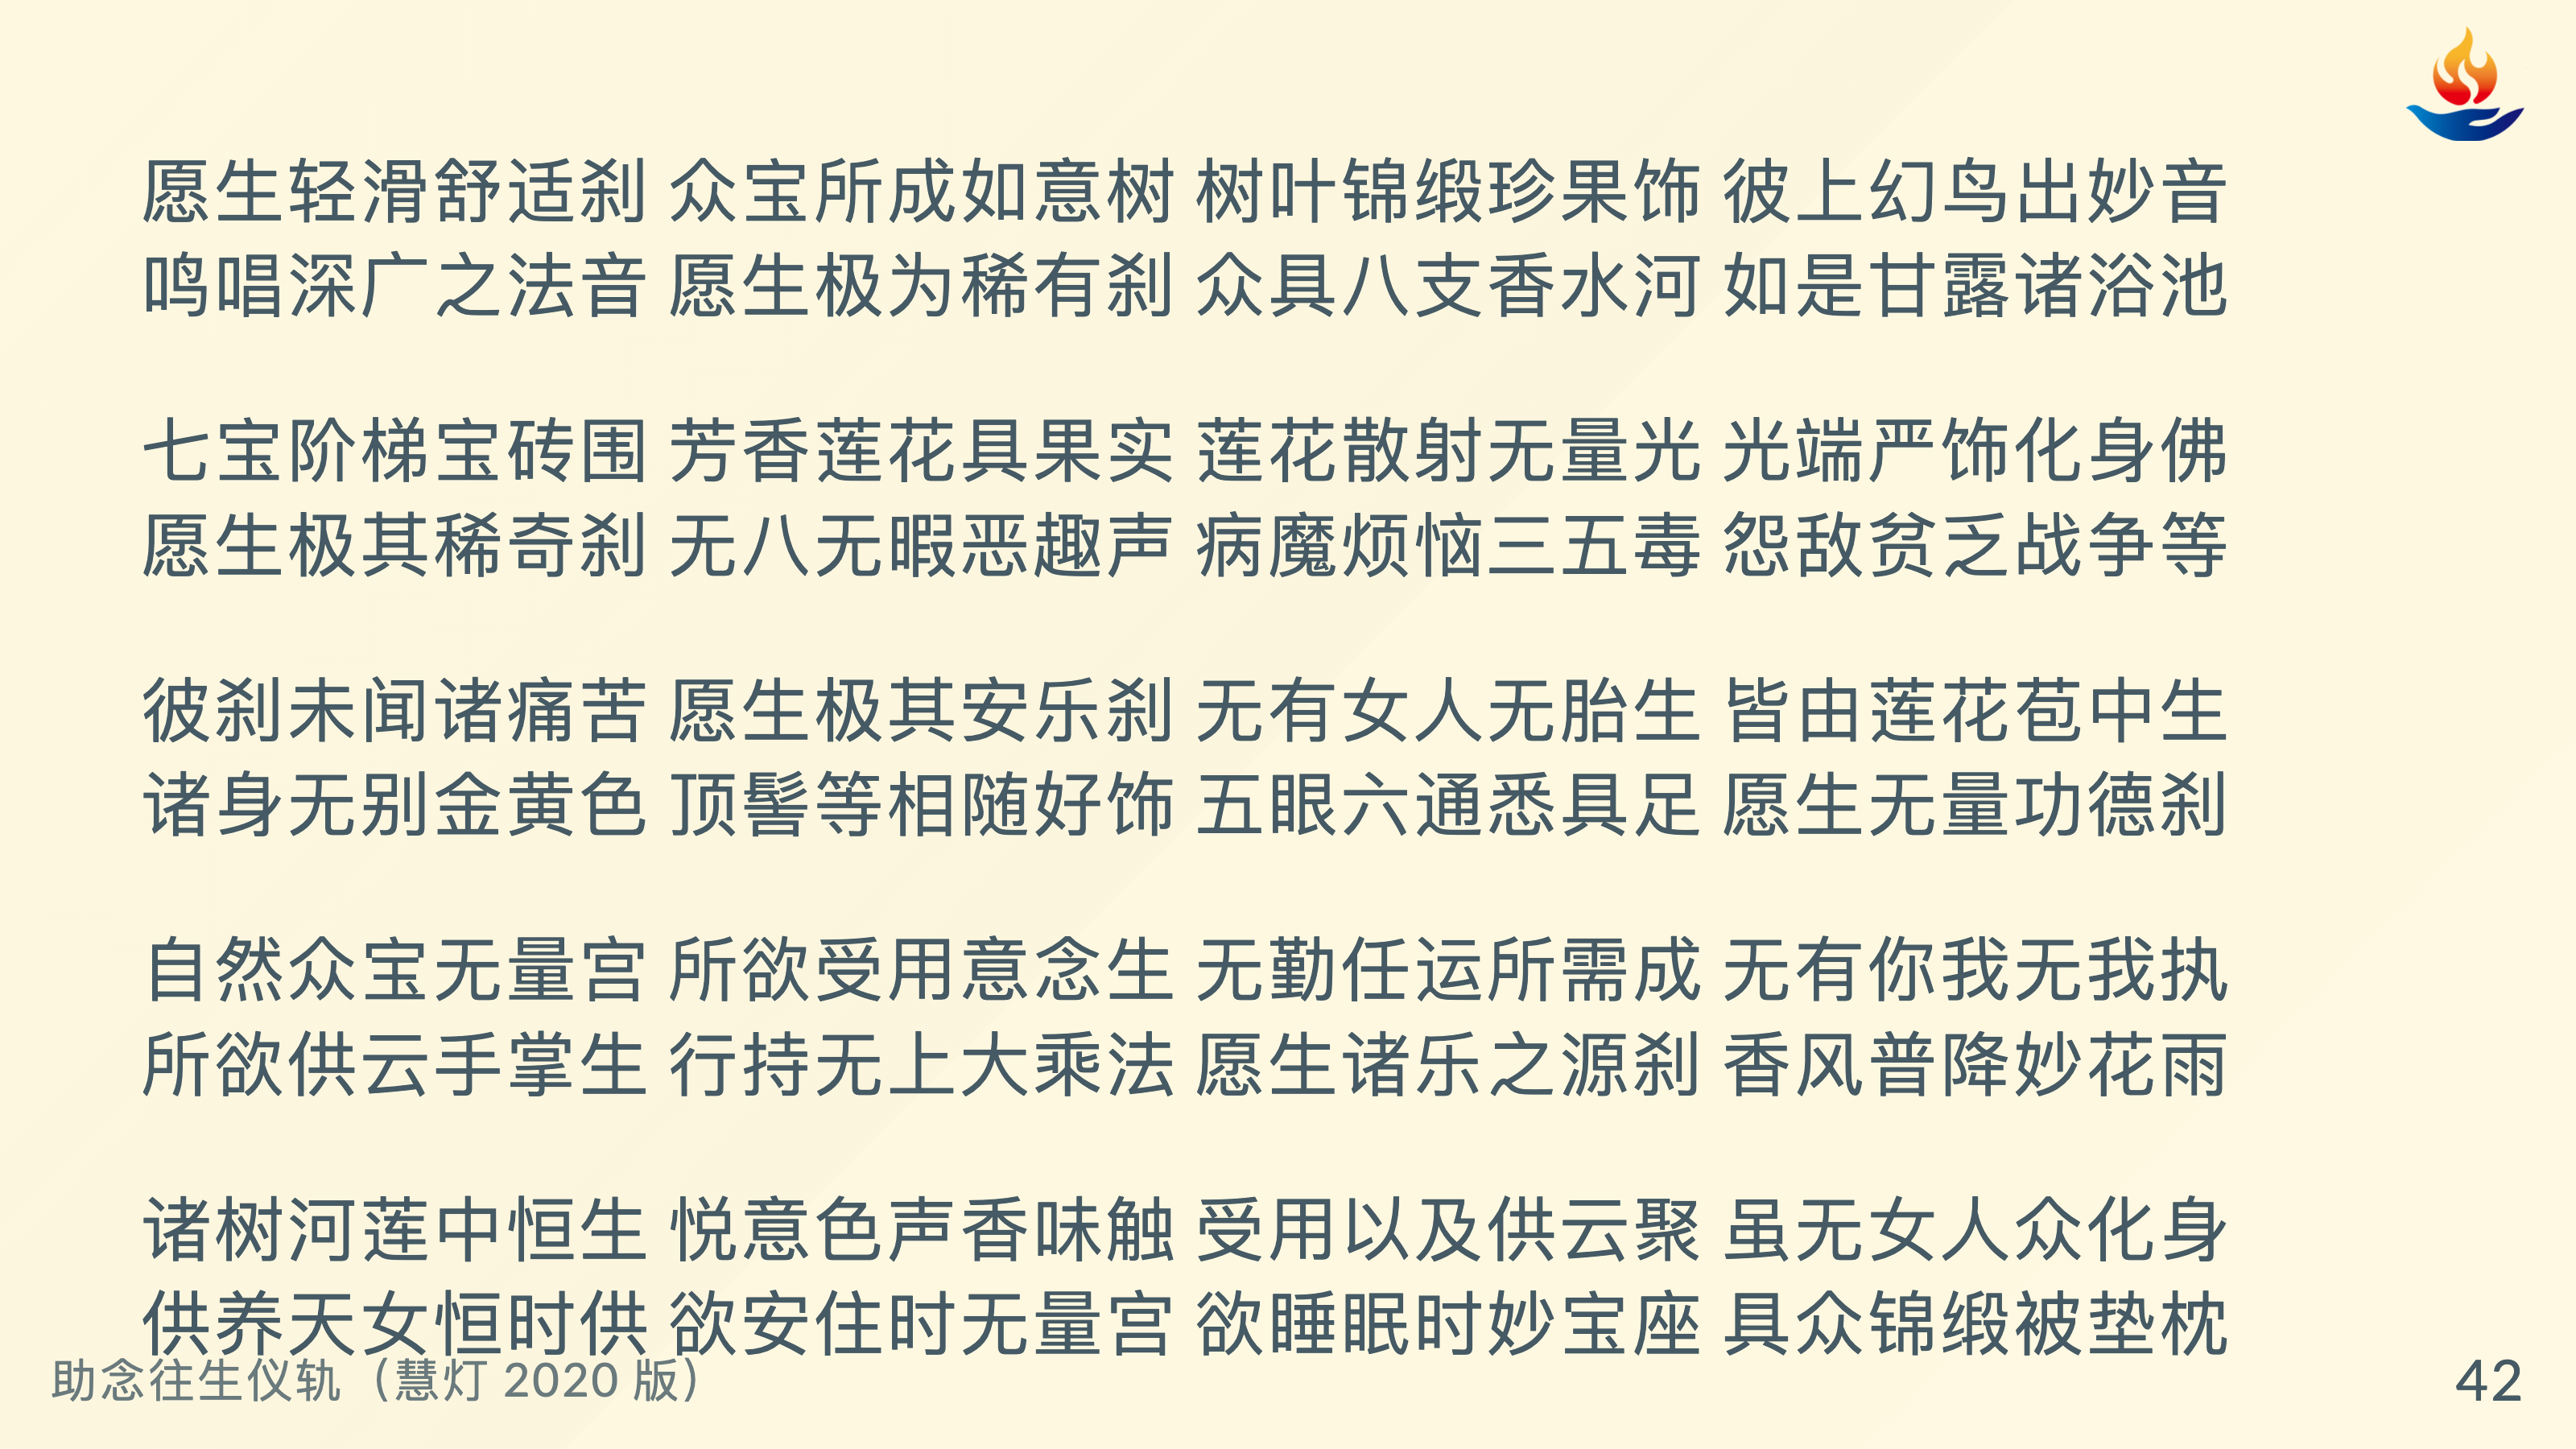 愿生轻滑舒适刹 众宝所成如意树 树叶锦缎珍果饰 彼上幻鸟出妙音
鸣唱深广之法音 愿生极为稀有刹 众具八支香水河 如是甘露诸浴池
七宝阶梯宝砖围 芳香莲花具果实 莲花散射无量光 光端严饰化身佛
愿生极其稀奇刹 无八无暇恶趣声 病魔烦恼三五毒 怨敌贫乏战争等
彼刹未闻诸痛苦 愿生极其安乐刹 无有女人无胎生 皆由莲花苞中生
诸身无别金黄色 顶髻等相随好饰 五眼六通悉具足 愿生无量功德刹
自然众宝无量宫 所欲受用意念生 无勤任运所需成 无有你我无我执
所欲供云手掌生 行持无上大乘法 愿生诸乐之源刹 香风普降妙花雨
诸树河莲中恒生 悦意色声香味触 受用以及供云聚 虽无女人众化身
供养天女恒时供 欲安住时无量宫 欲睡眠时妙宝座 具众锦缎被垫枕
助念往生仪轨（慧灯 2020 版）
42